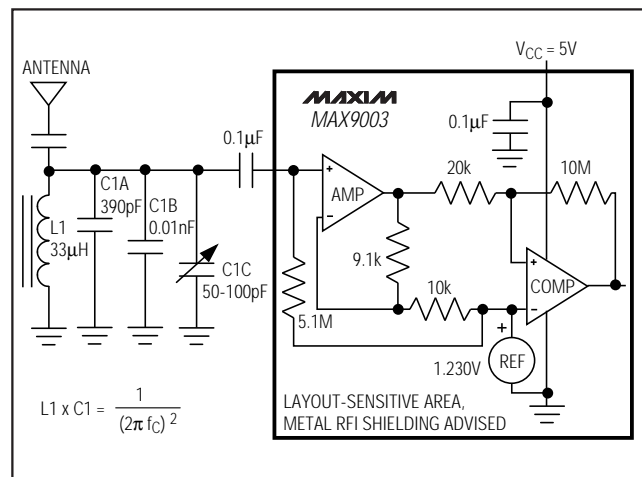 V_CC = 5V
ANTENNA
MAXIM
MAX9003
0.1µF
0.1µF
20k
10M
C1A
390pF
C1B
0.01nF
L1
33µH
+
AMP
-
9.1k
C1C
50-100pF
10k
5.1M
+
COMP
-
+
REF
1.230V
L1 x C1 = 1 / (2π f_C)²
LAYOUT-SENSITIVE AREA,
METAL RFI SHIELDING ADVISED